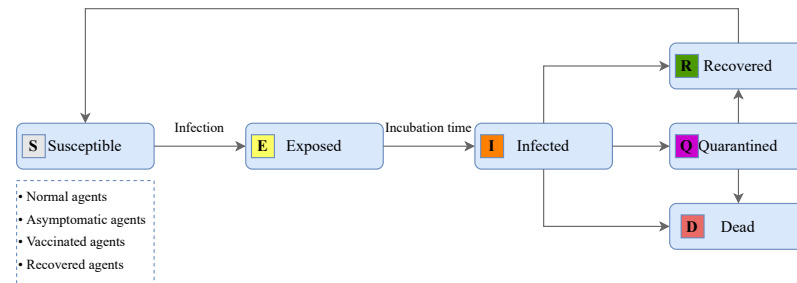 R Recovered
Infection
Incubation time
S Susceptible
E Exposed
I Infected
Q Quarantined
• Normal agents
• Asymptomatic agents
• Vaccinated agents
• Recovered agents
D Dead